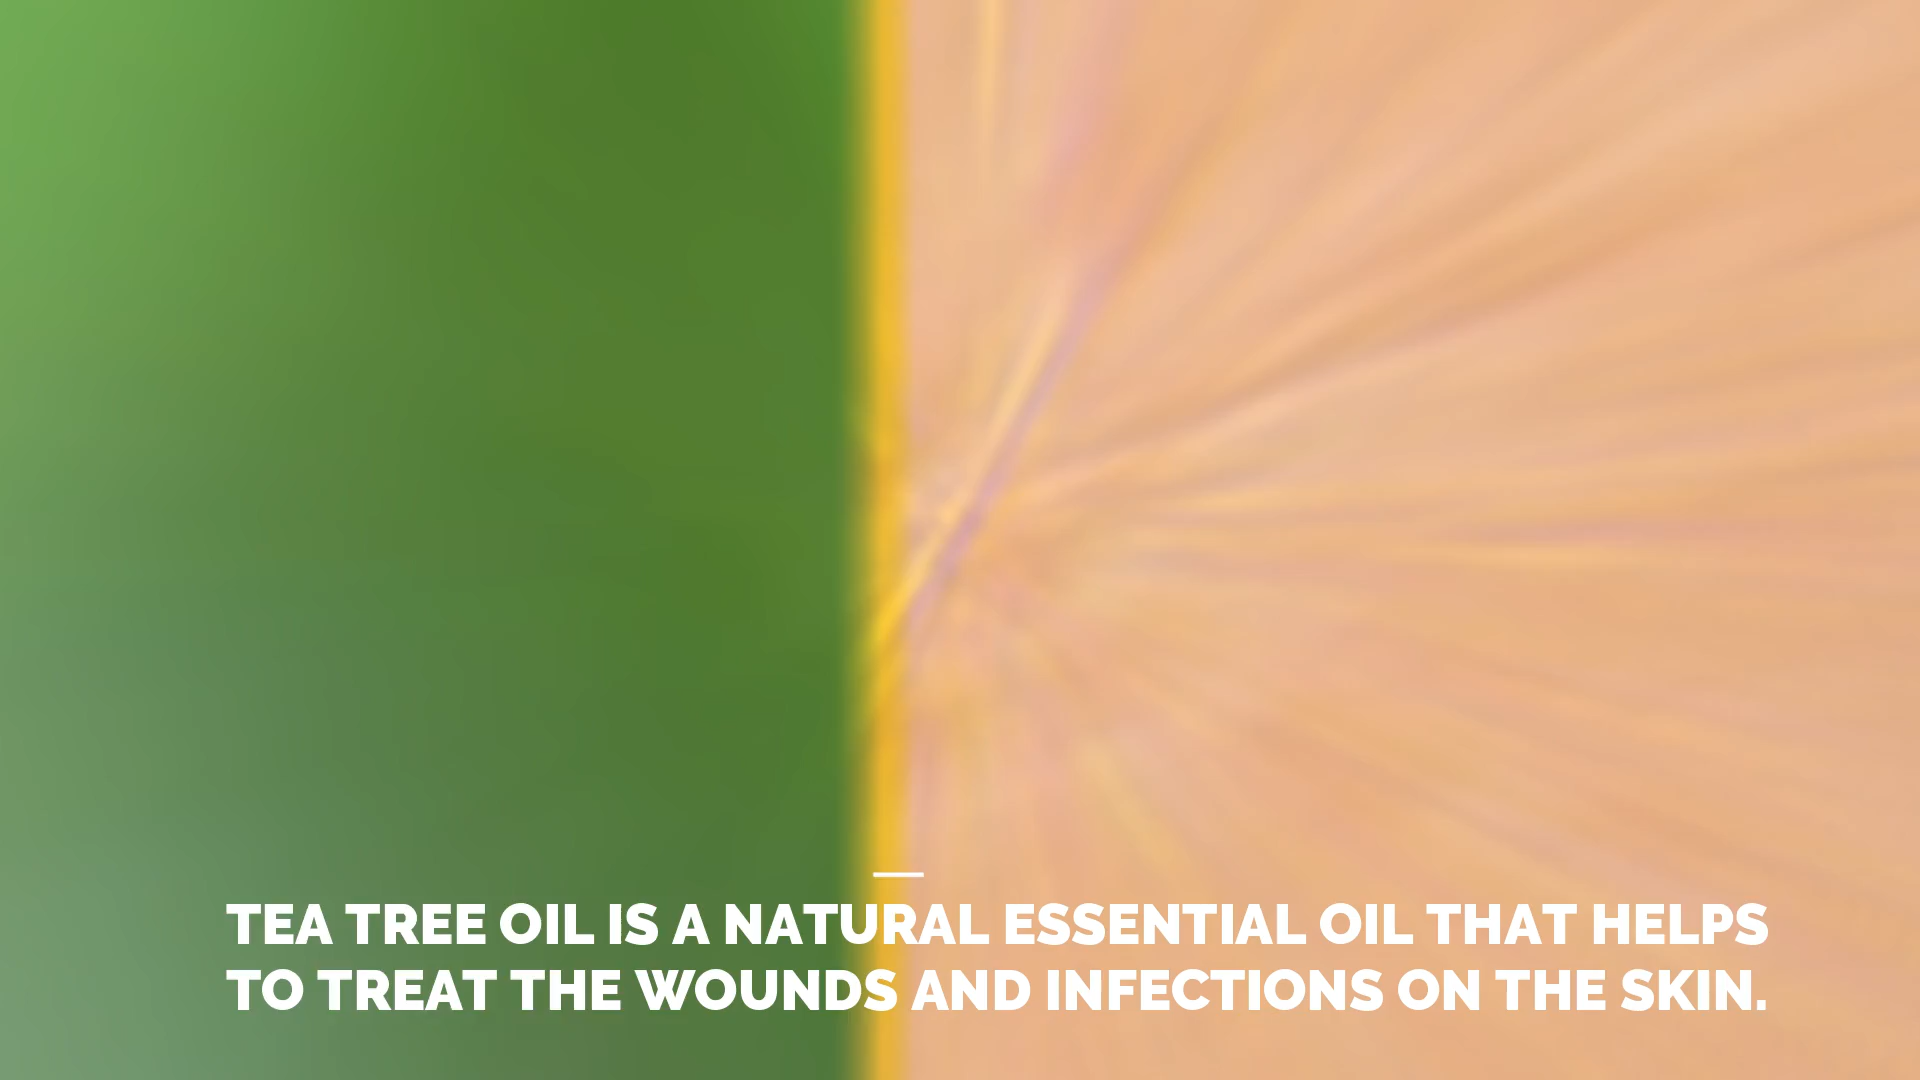 TEA TREE OIL IS A NATURAL ESSENTIAL OIL THAT HELPS
TO TREAT THE WOUNDS AND INFECTIONS ON THE SKIN.